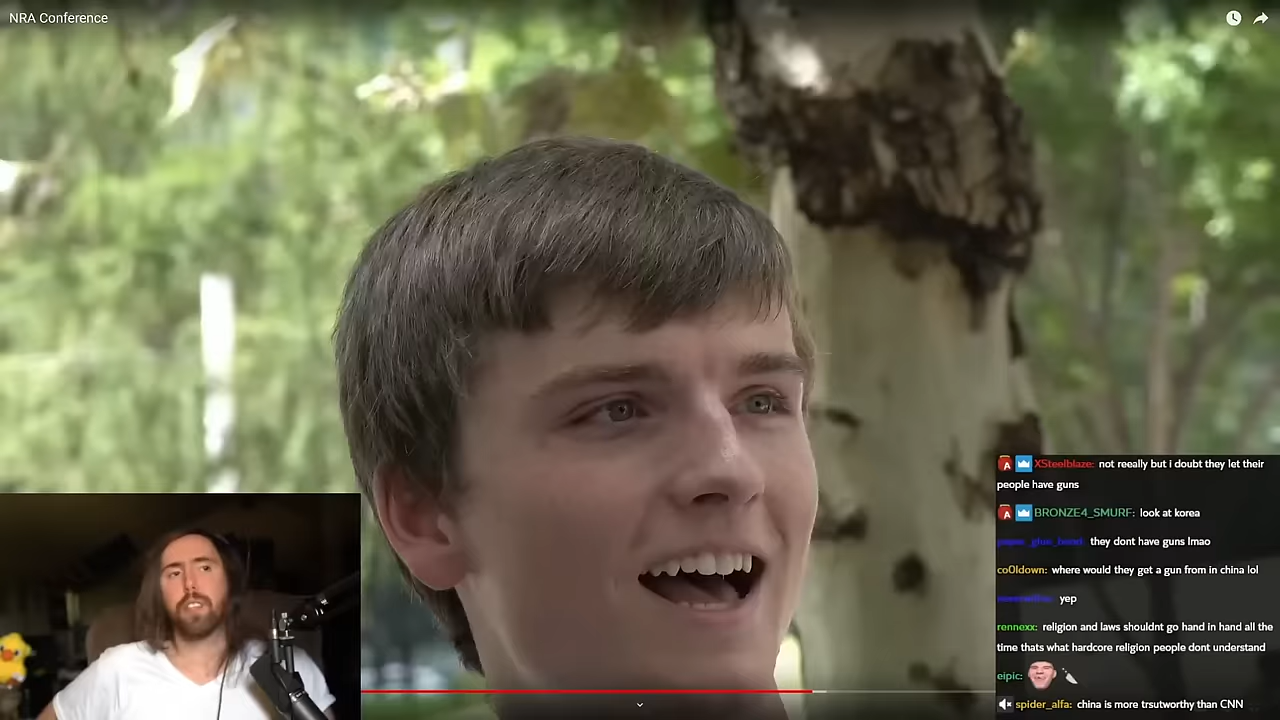 NRA Conference
XSteelblaze: not reeally but i doubt they let their
people have guns
BRONZE4_SMURF: look at korea
they dont have guns lmao
co0ldown: where would they get a gun from in china lol
yep
rennexx: religion and laws shouldnt go hand in hand all the
time thats what hardcore religion people dont understand
eipic:
spider_alfa: china is more trsutworthy than CNN